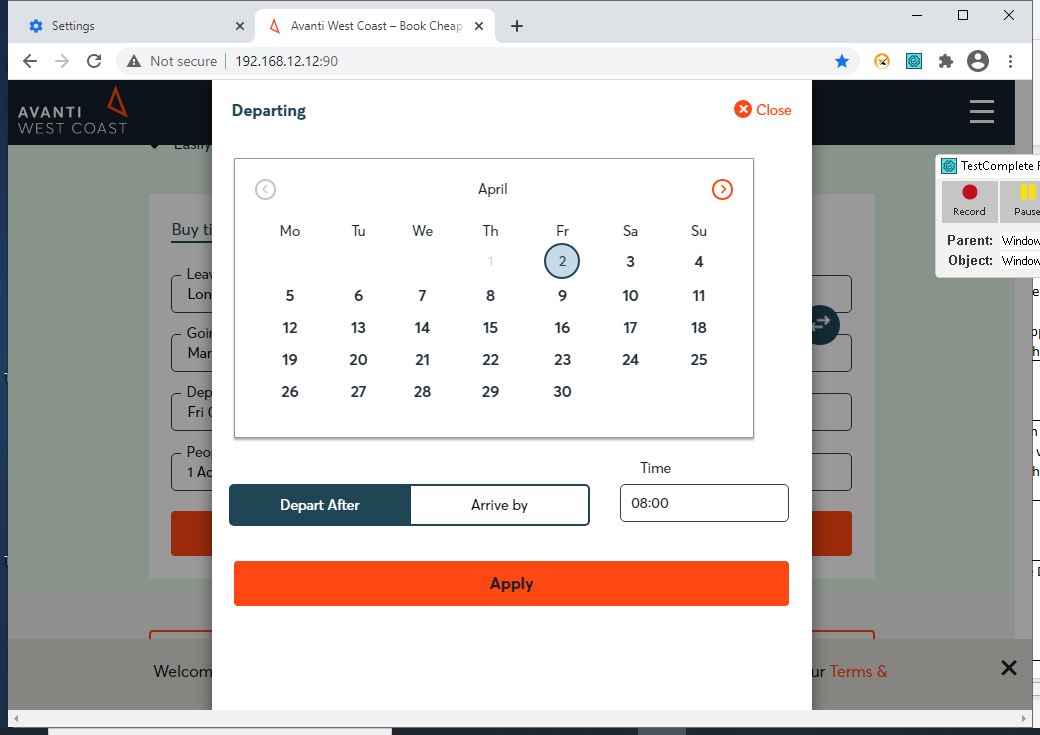 Settings
Avanti West Coast – Book Cheap
Not secure
192.168.12.12:90
AVANTI
WEST COAST
Departing
Close
Easily
TestComplete
Record
Pause
Parent:
Window
Object:
Window
April
Mo Tu We Th Fr Sa Su
1 2 3 4
5 6 7 8 9 10 11
12 13 14 15 16 17 18
19 20 21 22 23 24 25
26 27 28 29 30
Buy ti
Leav
Lon
Goin
Man
Dep
Fri
Peop
1 Ad
Time
Depart After
Arrive by
08:00
Apply
Welcom
ur Terms &